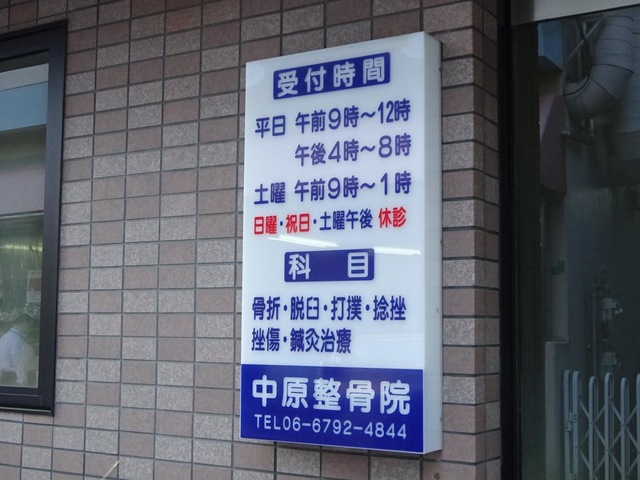 受付時間
平日 午前9時～12時
午後4時～8時
土曜 午前9時～1時
日曜・祝日・土曜午後 休診
科目
骨折・脱臼・打撲・捻挫
挫傷・鍼灸治療
中原整骨院
TEL06-6792-4844